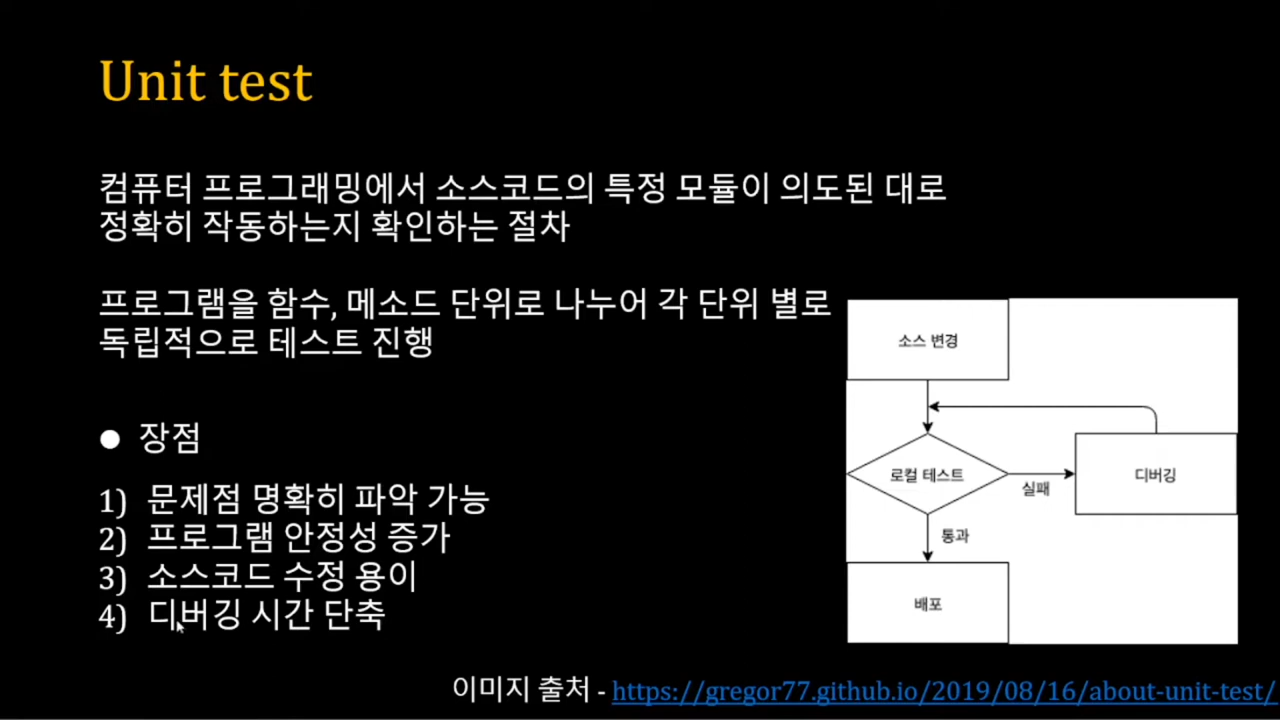 Unit test
컴퓨터 프로그래밍에서 소스코드의 특정 모듈이 의도된 대로
정확히 작동하는지 확인하는 절차
프로그램을 함수, 메소드 단위로 나누어 각 단위 별로
독립적으로 테스트 진행
● 장점
1) 문제점 명확히 파악 가능
2) 프로그램 안정성 증가
3) 소스코드 수정 용이
4) 디버깅 시간 단축
소스 변경
로컬 테스트
실패
디버깅
통과
배포
이미지 출처 - https://gregor77.github.io/2019/08/16/about-unit-test/